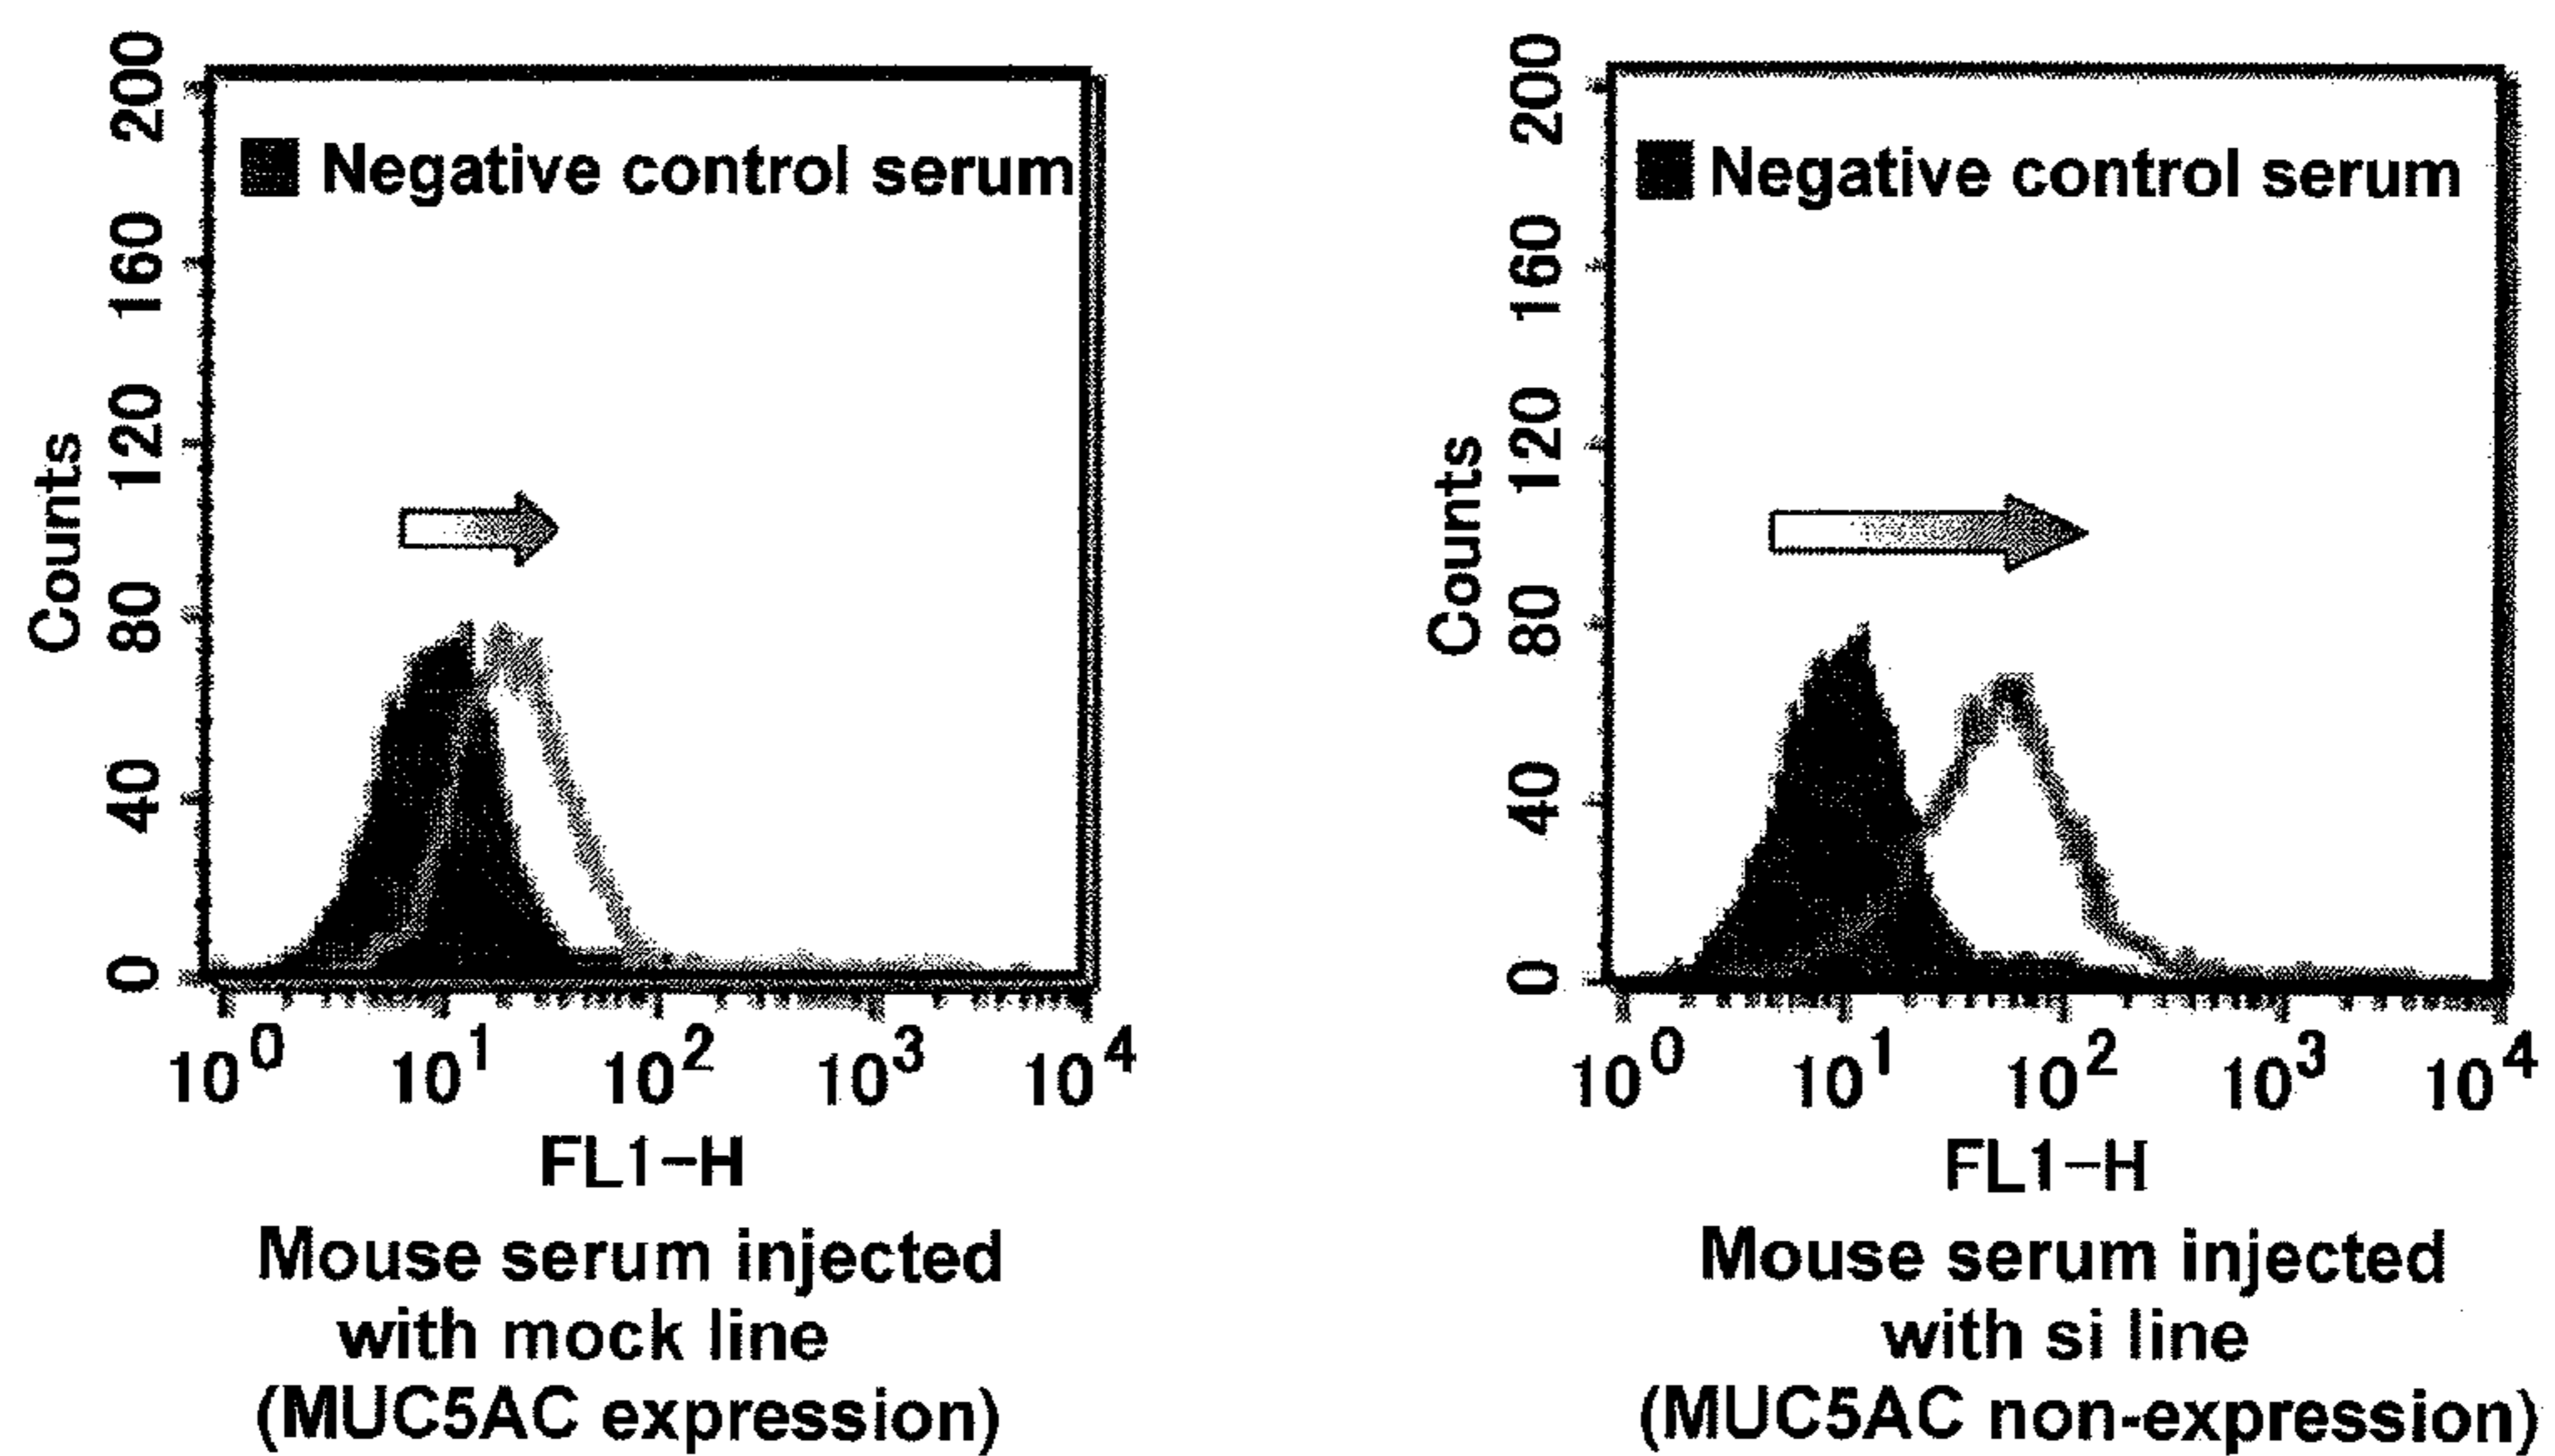 Negative control serum
Counts
200
160
120
80
40
0
10^0 10^1 10^2 10^3 10^4
FL1-H
Mouse serum injected
with mock line
(MUC5AC expression)
Negative control serum
Counts
200
160
120
80
40
0
10^0 10^1 10^2 10^3 10^4
FL1-H
Mouse serum injected
with si line
(MUC5AC non-expression)